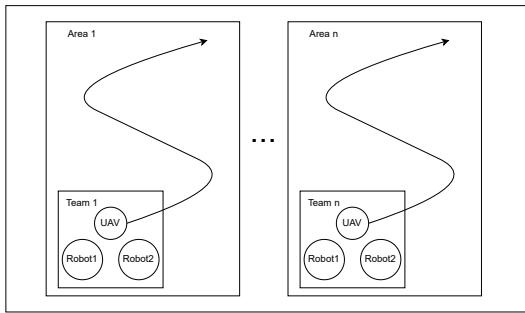 Area 1
Team 1
UAV
Robot1
Robot2
...
Area n
Team n
UAV
Robot1
Robot2